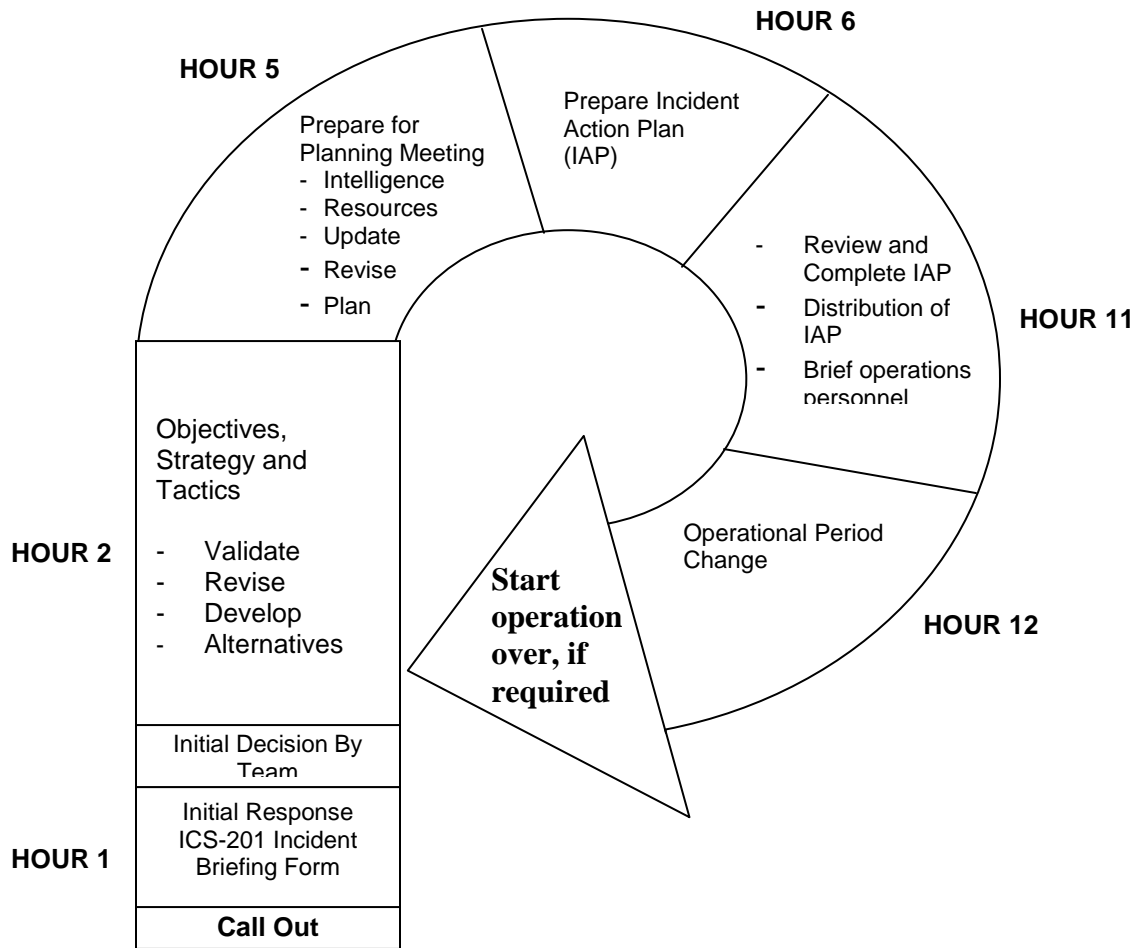 HOUR 6
HOUR 5
Prepare for
Planning Meeting
- Intelligence
- Resources
- Update
- Revise
- Plan
Prepare Incident
Action Plan
(IAP)
- Review and
Complete IAP
- Distribution of
IAP
- Brief operations
personnel
HOUR 11
Objectives,
Strategy and
Tactics
- Validate
- Revise
- Develop
- Alternatives
HOUR 2
Operational Period
Change
HOUR 12
Start
operation
over, if
required
Initial Decision By
Team
Initial Response
ICS-201 Incident
Briefing Form
HOUR 1
Call Out